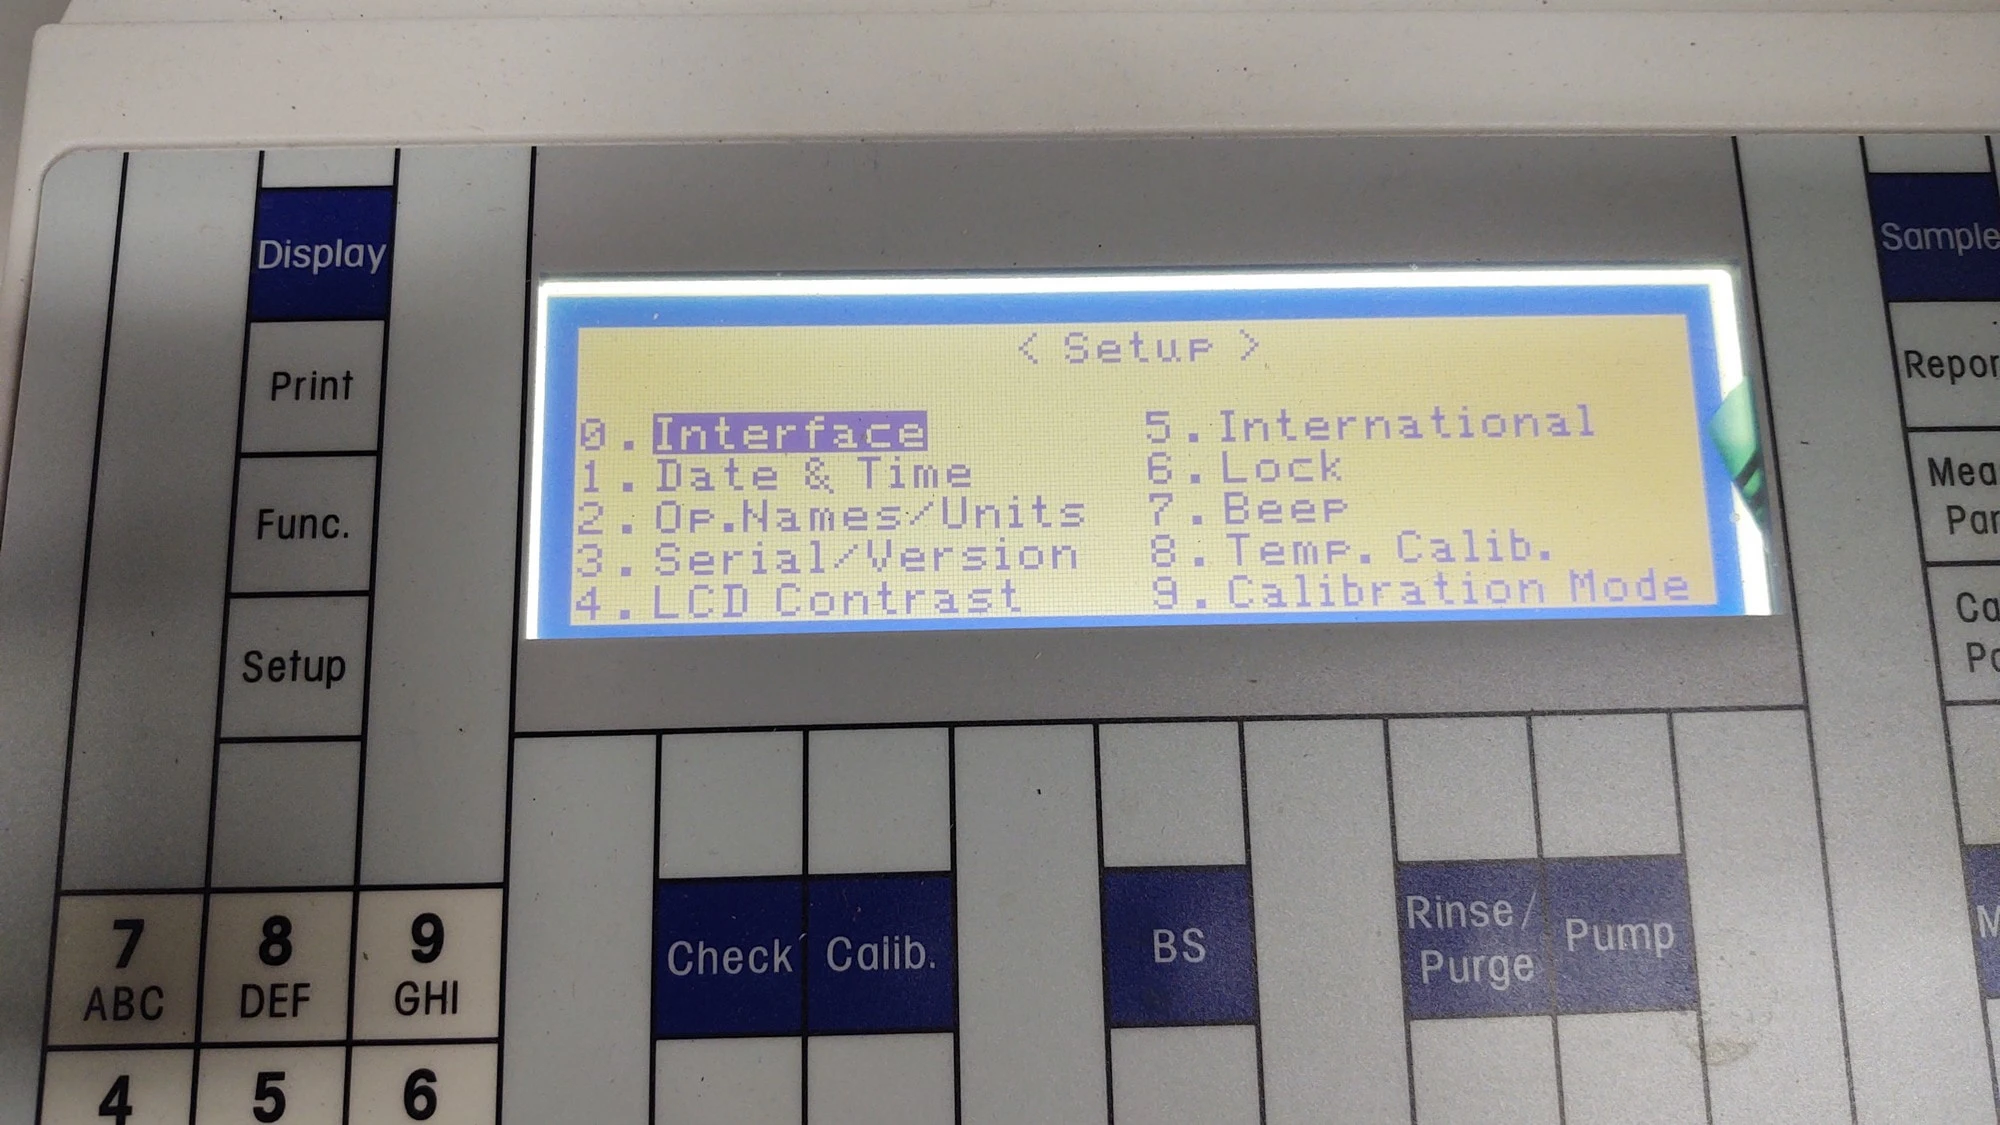 Display
Print
Func.
Setup
< Setup >
0. Interface
1. Date & Time
2. Op.Names/Units
3. Serial/Version
4. LCD Contrast
5. International
6. Lock
7. Beep
8. Temp. Calib.
9. Calibration Mode
Sample
7
ABC
8
DEF
9
GHI
4
5
6
Check
Calib.
BS
Rinse/
Purge
Pump